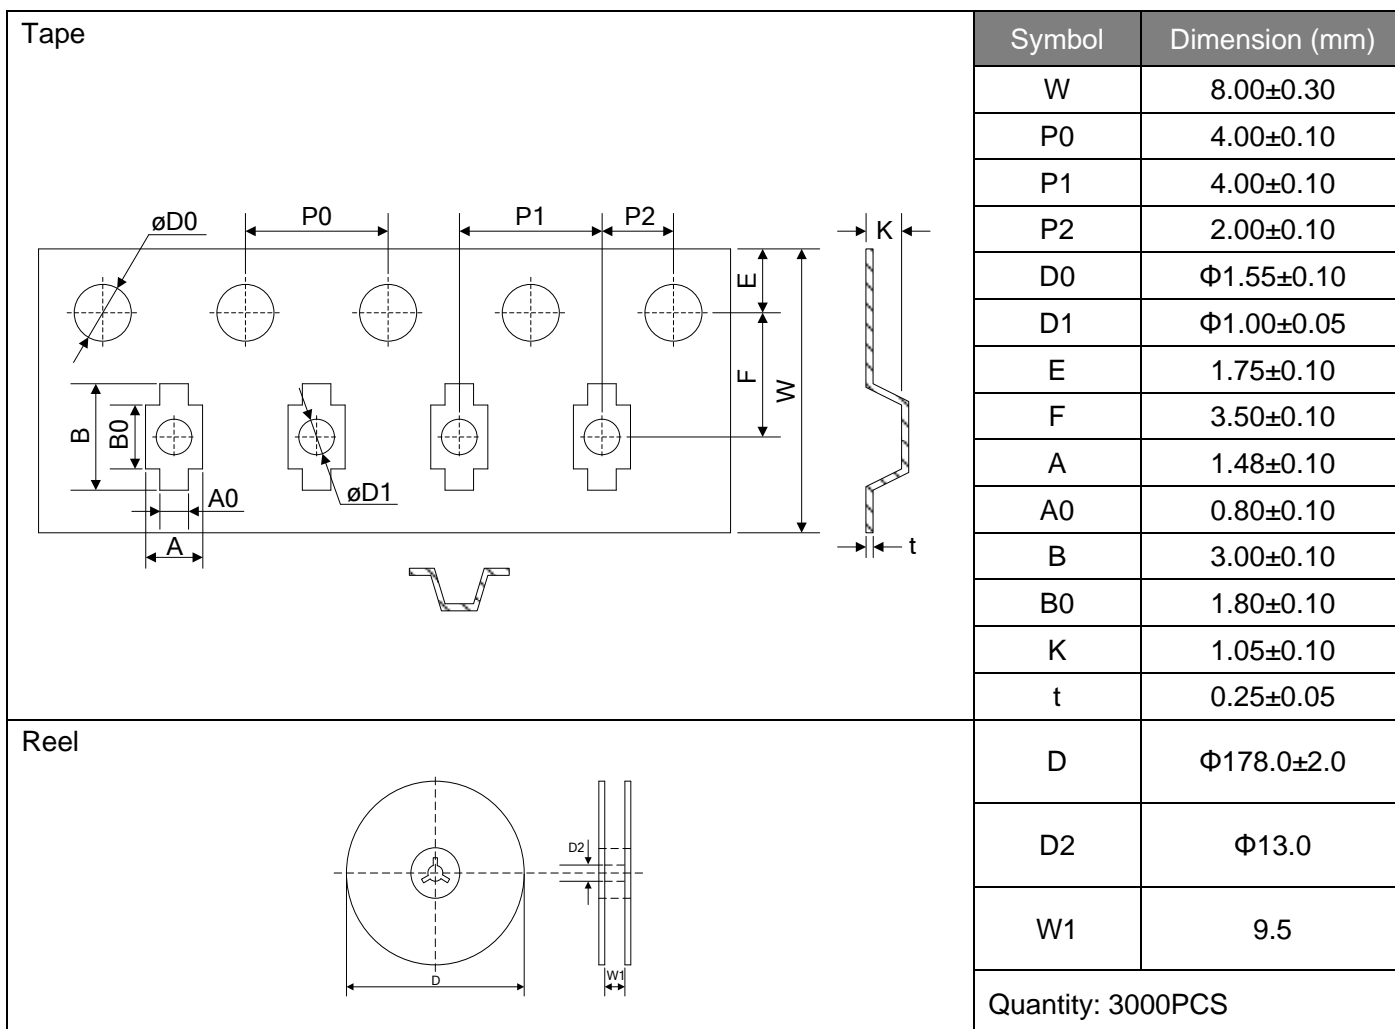 Tape
Symbol Dimension (mm)
W 8.00±0.30
P0 4.00±0.10
P1 4.00±0.10
P2 2.00±0.10
D0 Φ1.55±0.10
D1 Φ1.00±0.05
E 1.75±0.10
F 3.50±0.10
A 1.48±0.10
A0 0.80±0.10
B 3.00±0.10
B0 1.80±0.10
K 1.05±0.10
t 0.25±0.05
øD0 P0 P1 P2 K
E
F
W
B B0
A0 øD1
A
t
Reel
D Φ178.0±2.0
D2 Φ13.0
W1 9.5
Quantity: 3000PCS
D2
D
W1